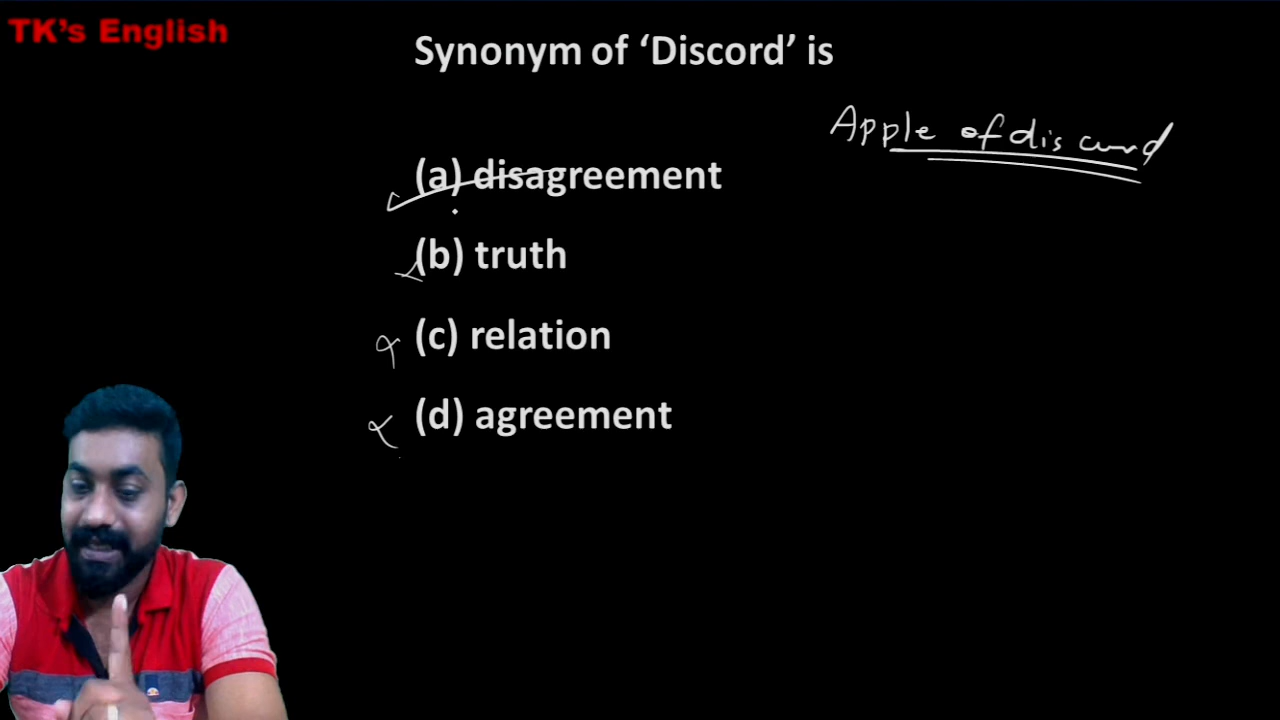 TK's English
Synonym of ‘Discord’ is
Apple of discord
(a) disagreement
(b) truth
(c) relation
(d) agreement